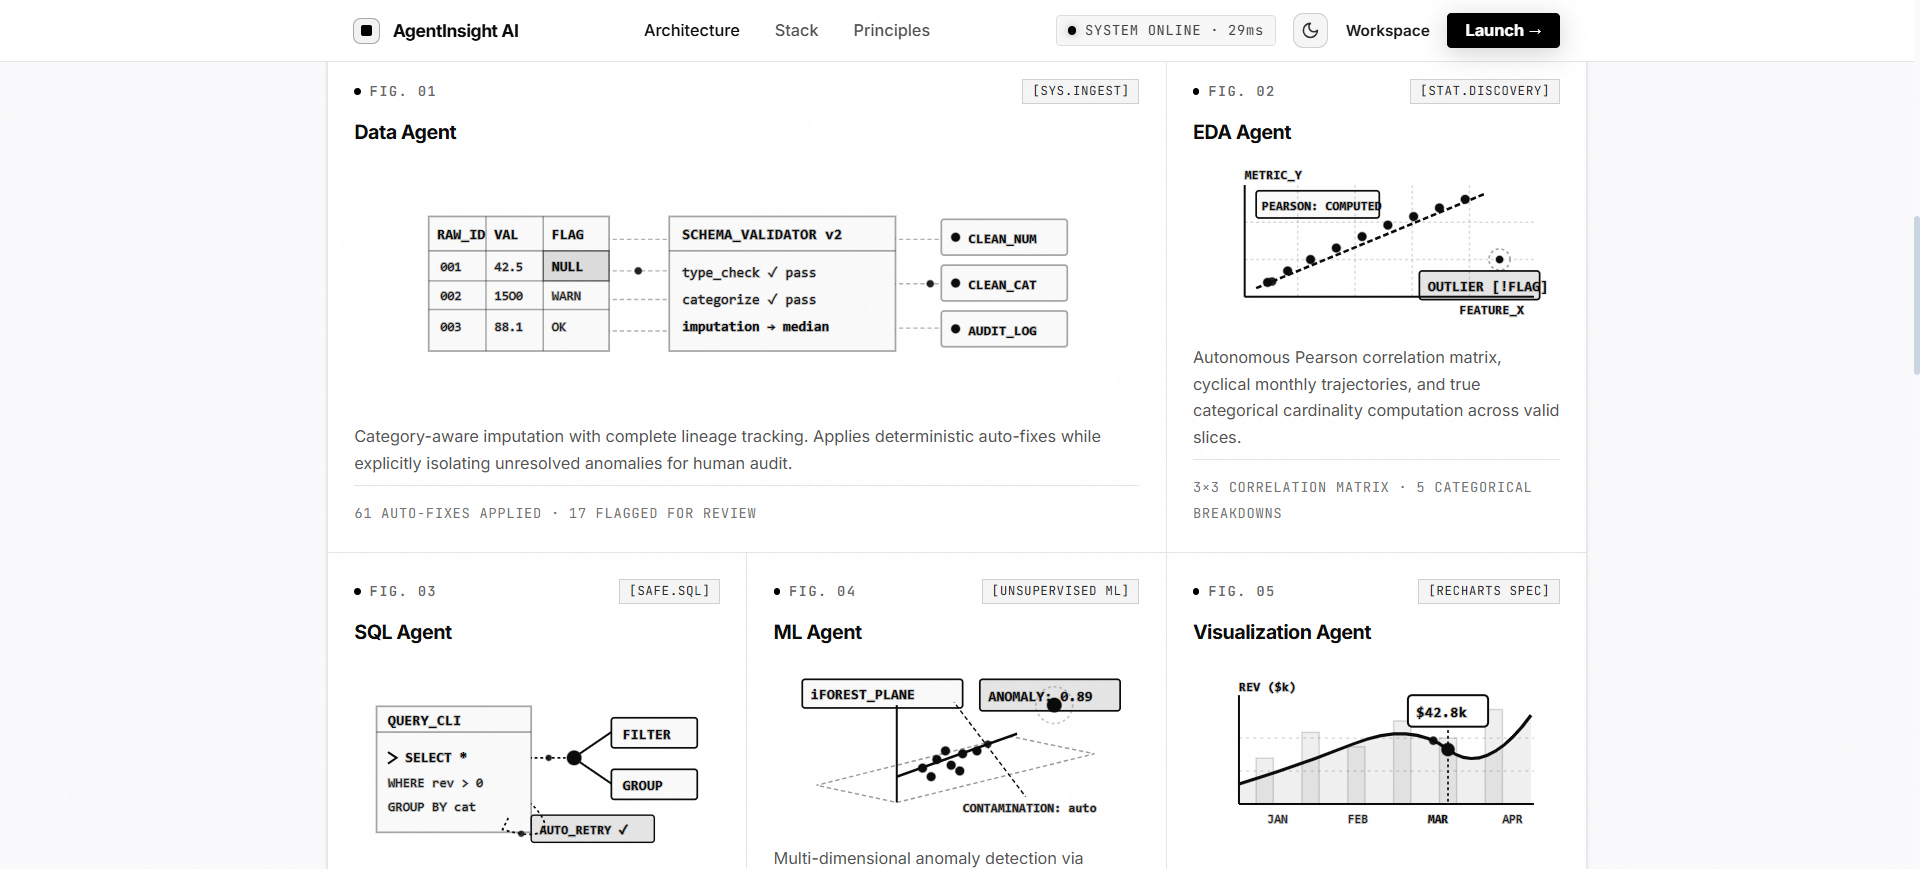 AgentInsight AI
Architecture
Stack
Principles
SYSTEM ONLINE · 29ms
Workspace
Launch →
FIG. 01
[SYS.INGEST]
Data Agent
RAW_ID VAL FLAG
001 42.5 NULL
002 1500 WARN
003 88.1 OK
SCHEMA_VALIDATOR v2
type_check ✓ pass
categorize ✓ pass
imputation → median
CLEAN_NUM
CLEAN_CAT
AUDIT_LOG
Category-aware imputation with complete lineage tracking. Applies deterministic auto-fixes while
explicitly isolating unresolved anomalies for human audit.
61 AUTO-FIXES APPLIED · 17 FLAGGED FOR REVIEW
FIG. 02
[STAT.DISCOVERY]
EDA Agent
METRIC_Y
PEARSON: COMPUTED
OUTLIER [!FLAG]
FEATURE_X
Autonomous Pearson correlation matrix,
cyclical monthly trajectories, and true
categorical cardinality computation across valid
slices.
3×3 CORRELATION MATRIX · 5 CATEGORICAL
BREAKDOWNS
FIG. 03
[SAFE.SQL]
SQL Agent
QUERY_CLI
> SELECT *
WHERE rev > 0
GROUP BY cat
FILTER
GROUP
AUTO_RETRY ✓
FIG. 04
[UNSUPERVISED ML]
ML Agent
iFOREST_PLANE
ANOMALY: 0.89
CONTAMINATION: auto
Multi-dimensional anomaly detection via
FIG. 05
[RECHARTS SPEC]
Visualization Agent
REV ($k)
$42.8k
JAN FEB MAR APR